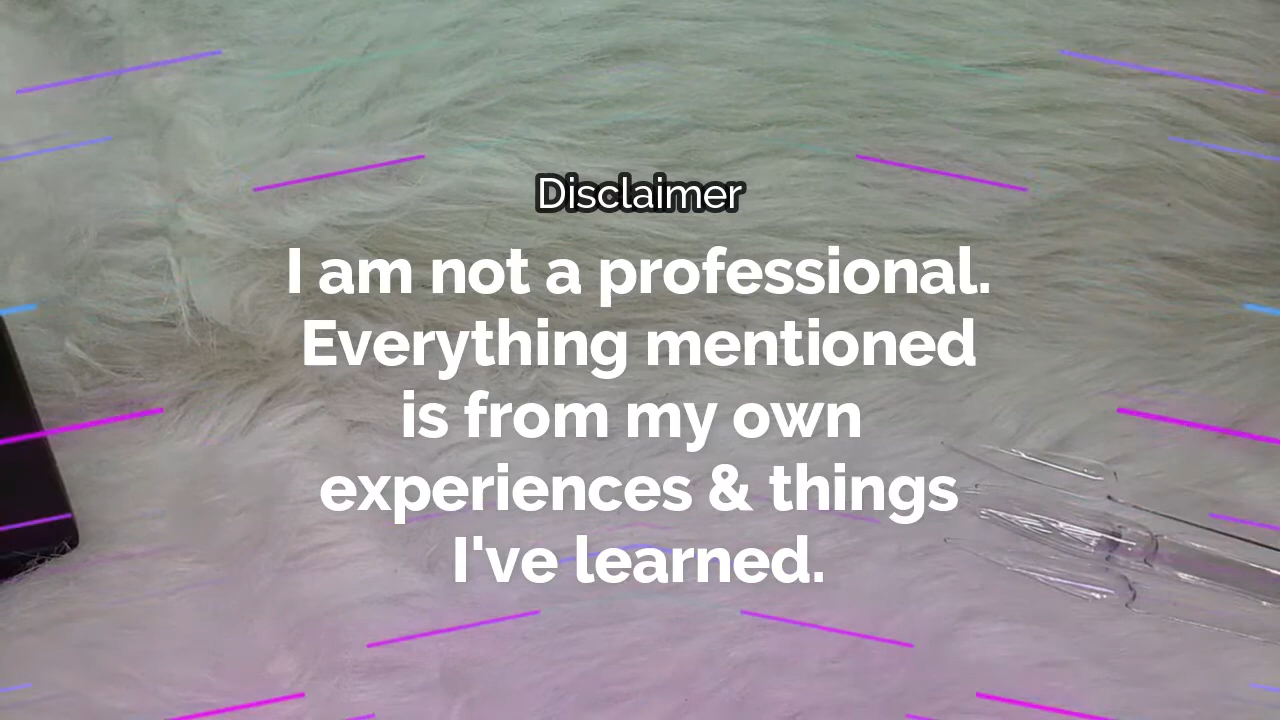 Disclaimer
I am not a professional.
Everything mentioned
is from my own
experiences & things
I've learned.